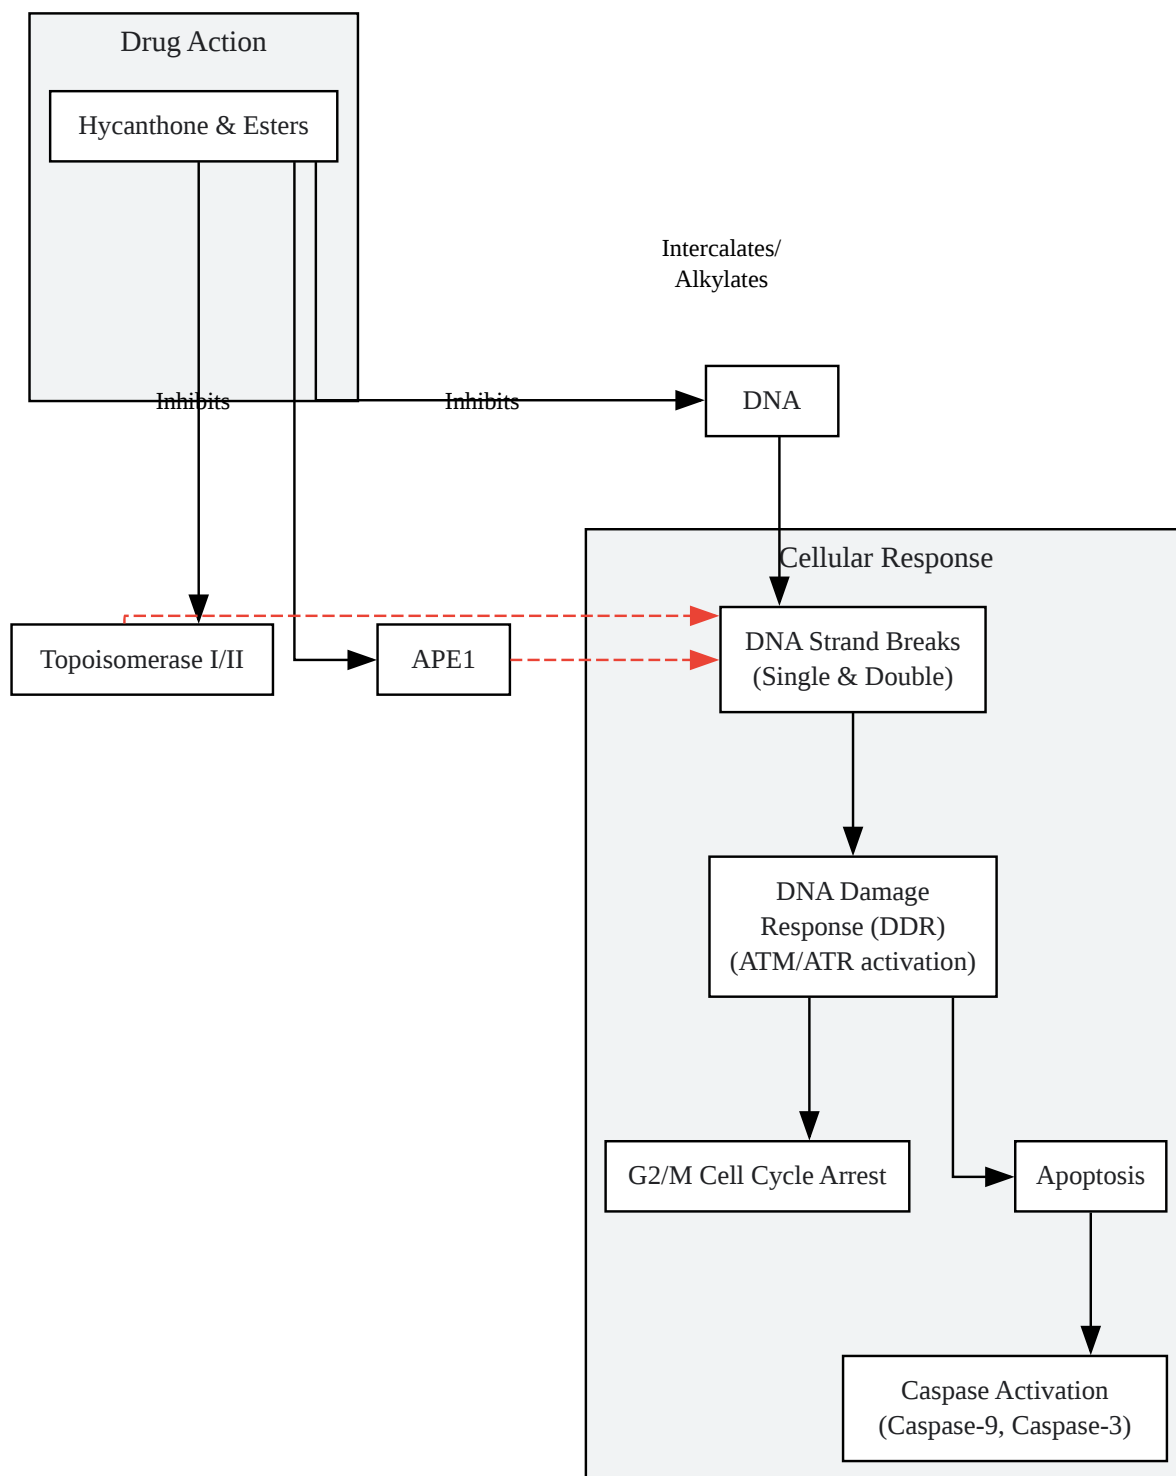 Drug Action
Hycanthone & Esters
Intercalates/
Alkylates
Inhibits
Inhibits
DNA
Cellular Response
Topoisomerase I/II
APE1
DNA Strand Breaks
(Single & Double)
DNA Damage
Response (DDR)
(ATM/ATR activation)
G2/M Cell Cycle Arrest
Apoptosis
Caspase Activation
(Caspase-9, Caspase-3)